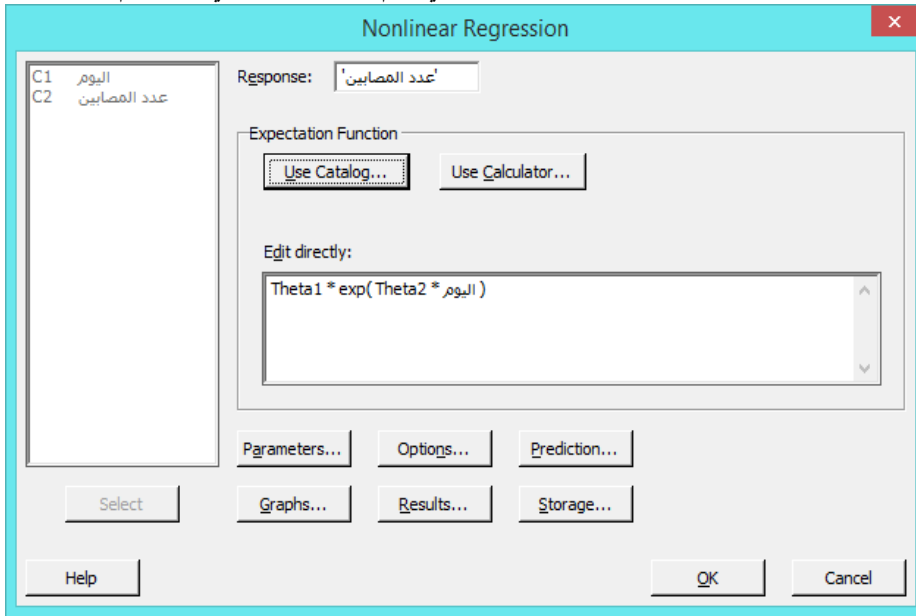 Nonlinear Regression
C1 اليوم
C2 عدد المصابين
Response: 'عدد المصابين'
Expectation Function
Use Catalog...
Use Calculator...
Edit directly:
Theta1 * exp( Theta2 * اليوم )
Parameters...
Options...
Prediction...
Select
Graphs...
Results...
Storage...
Help
OK
Cancel